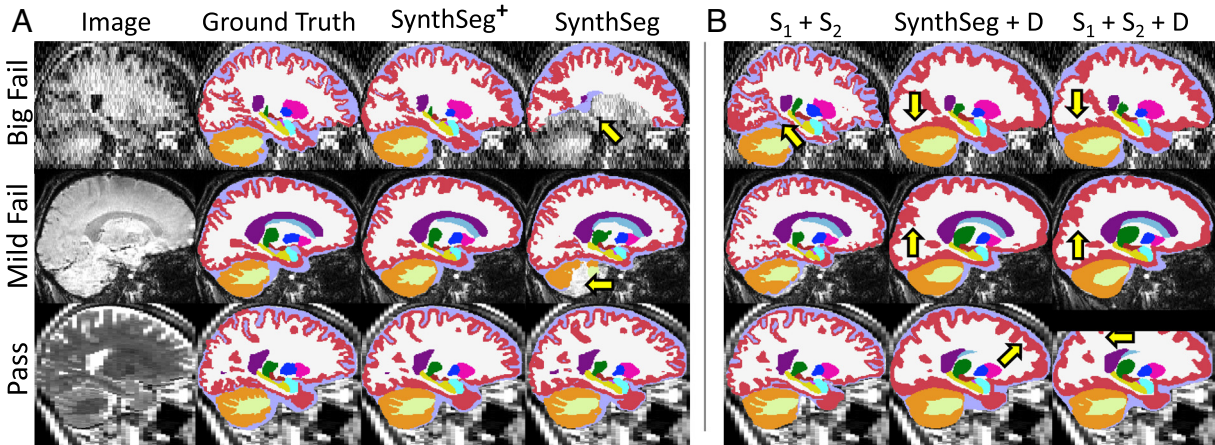 A Image Ground Truth SynthSeg⁺ SynthSeg B S₁ + S₂ SynthSeg + D S₁ + S₂ + D
Big Fail
Mild Fail
Pass